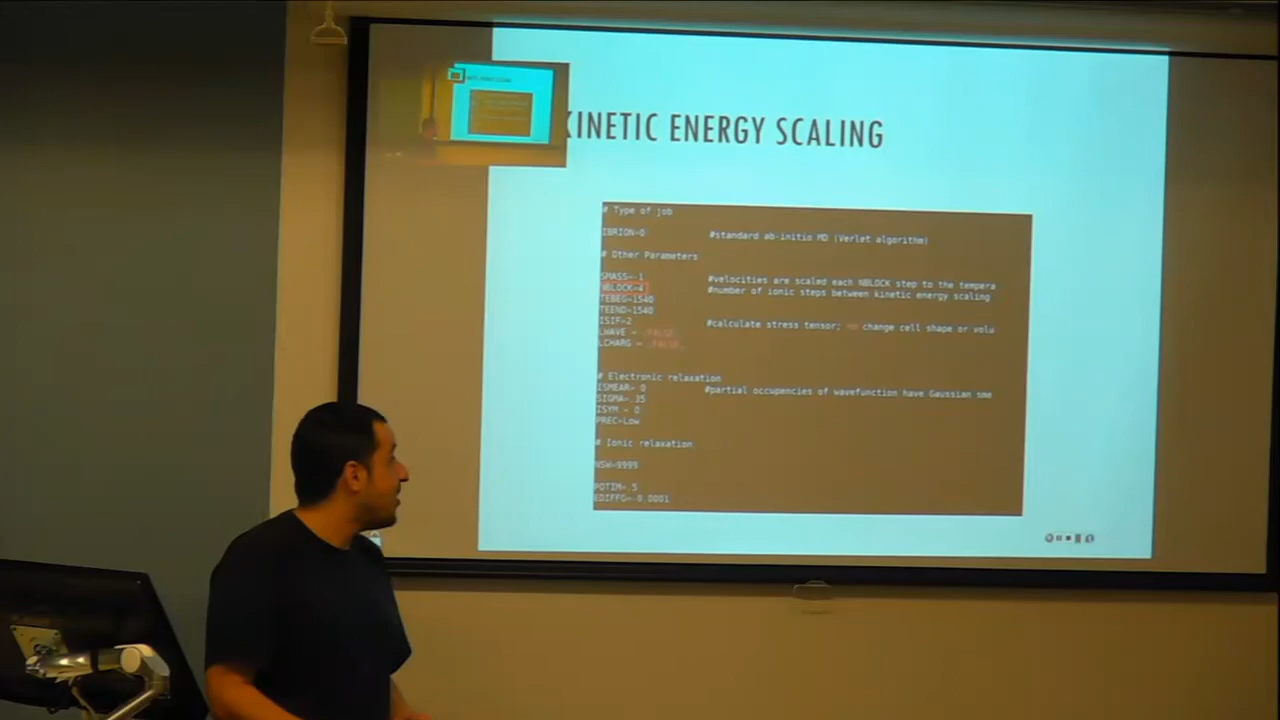 KINETIC ENERGY SCALING
# Type of job
IBRION=0 #standard ab-initio MD (Verlet algorithm)
# Other Parameters
SMASS=-1 #velocities are scaled each NBLOCK step to the tempera
NBLOCK=4 #number of ionic steps between kinetic energy scaling
TEBEG=1540
TEEND=1540
ISIF=2 #calculate stress tensor; no change cell shape or volu
LWAVE = .FALSE.
LCHARG = .FALSE.
# Electronic relaxation
ISMEAR= 0 #partial occupencies of wavefunction have Gaussian sme
SIGMA=.35
ISYM = 0
PREC=Low
# Ionic relaxation
NSW=9999
POTIM=.5
EDIFFG=-0.0001